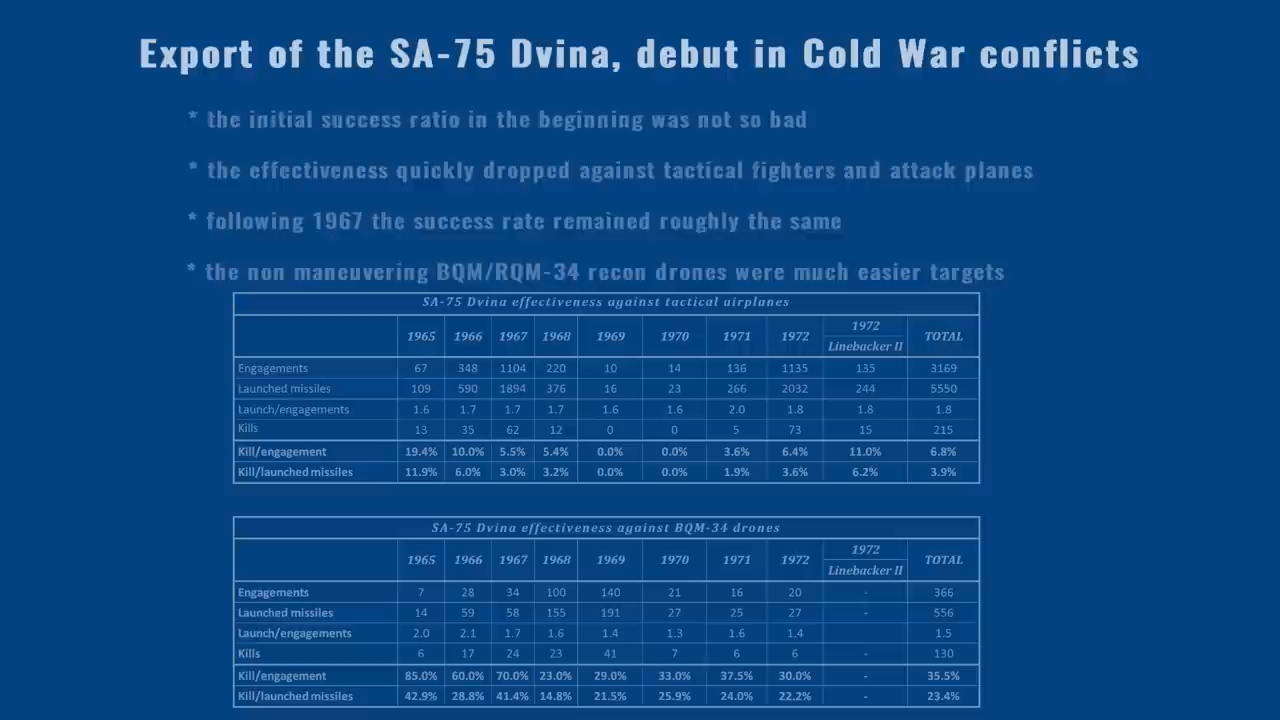 Export of the SA-75 Dvina, debut in Cold War conflicts
* the initial success ratio in the beginning was not so bad
* the effectiveness quickly dropped against tactical fighters and attack planes
* following 1967 the success rate remained roughly the same
* the non maneuvering BQM/RQM-34 recon drones were much easier targets
SA-75 Dvina effectiveness against tactical airplanes
1965 1966 1967 1968 1969 1970 1971 1972 1972 Linebacker II TOTAL
Engagements 67 348 1104 220 10 14 136 1135 135 3169
Launched missiles 109 590 1894 376 16 23 266 2032 244 5550
Launch/engagements 1.6 1.7 1.7 1.7 1.6 1.6 2.0 1.8 1.8 1.8
Kills 13 35 62 12 0 0 5 73 15 215
Kill/engagement 19.4% 10.0% 5.5% 5.4% 0.0% 0.0% 3.6% 6.4% 11.0% 6.8%
Kill/launched missiles 11.9% 6.0% 3.0% 3.2% 0.0% 0.0% 1.9% 3.6% 6.2% 3.9%
SA-75 Dvina effectiveness against BQM-34 drones
1965 1966 1967 1968 1969 1970 1971 1972 1972 Linebacker II TOTAL
Engagements 7 28 34 100 140 21 16 20 - 366
Launched missiles 14 59 58 155 191 27 25 27 - 556
Launch/engagements 2.0 2.1 1.7 1.6 1.4 1.3 1.6 1.4 1.5
Kills 6 17 24 23 41 7 6 6 - 130
Kill/engagement 85.0% 60.0% 70.0% 23.0% 29.0% 33.0% 37.5% 30.0% - 35.5%
Kill/launched missiles 42.9% 28.8% 41.4% 14.8% 21.5% 25.9% 24.0% 22.2% - 23.4%